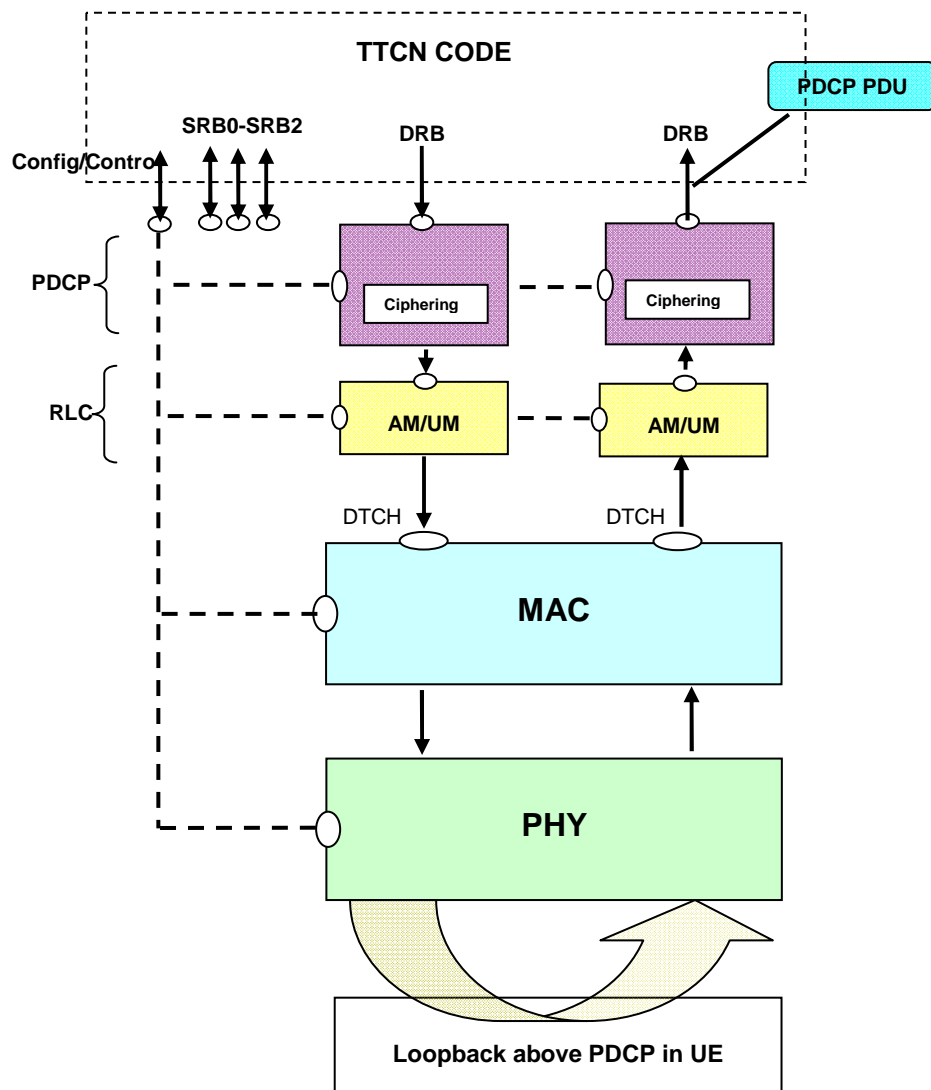 TTCN CODE
PDCP PDU
SRB0-SRB2
DRB
DRB
Config/Contro
PDCP
Ciphering
Ciphering
RLC
AM/UM
AM/UM
DTCH
DTCH
MAC
PHY
Loopback above PDCP in UE